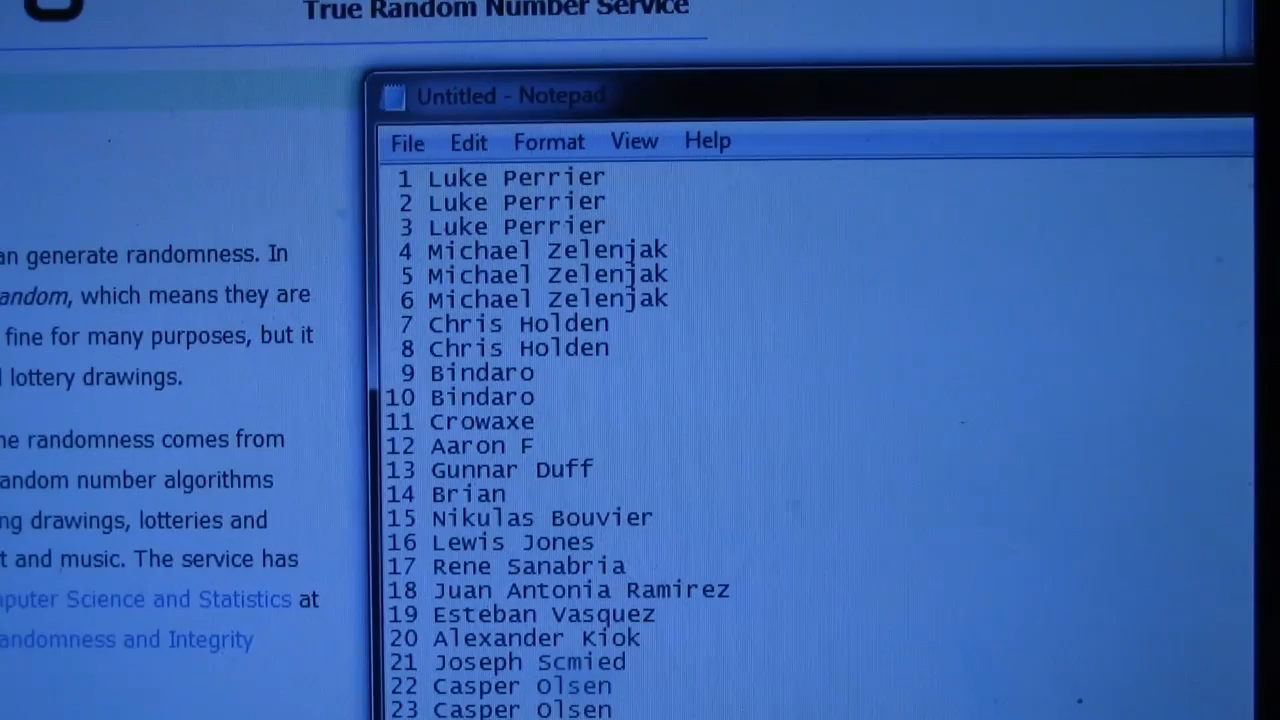 True Random Number Service
an generate randomness. In
andom, which means they are
fine for many purposes, but it
lottery drawings.
he randomness comes from
andom number algorithms
ng drawings, lotteries and
t and music. The service has
puter Science and Statistics at
andomness and Integrity
Untitled - Notepad
File Edit Format View Help
1 Luke Perrier
2 Luke Perrier
3 Luke Perrier
4 Michael Zelenjak
5 Michael Zelenjak
6 Michael Zelenjak
7 Chris Holden
8 Chris Holden
9 Bindaro
10 Bindaro
11 Crowaxe
12 Aaron F
13 Gunnar Duff
14 Brian
15 Nikulas Bouvier
16 Lewis Jones
17 Rene Sanabria
18 Juan Antonia Ramirez
19 Esteban Vasquez
20 Alexander Kiok
21 Joseph Scmied
22 Casper Olsen
23 Casper Olsen